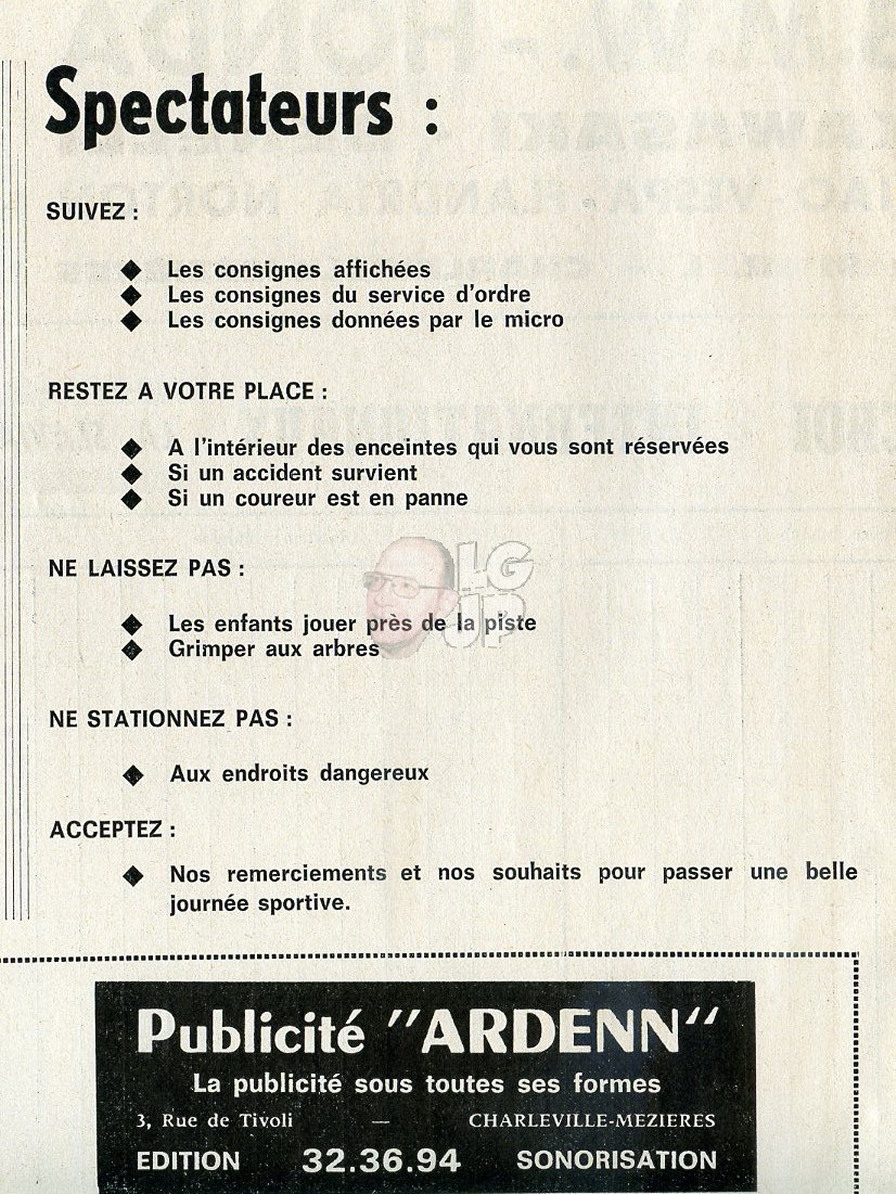 Spectateurs :
SUIVEZ :
◆ Les consignes affichées
◆ Les consignes du service d'ordre
◆ Les consignes données par le micro
RESTEZ A VOTRE PLACE :
◆ A l'intérieur des enceintes qui vous sont réservées
◆ Si un accident survient
◆ Si un coureur est en panne
NE LAISSEZ PAS :
◆ Les enfants jouer près de la piste
◆ Grimper aux arbres
LG
JP
NE STATIONNEZ PAS :
◆ Aux endroits dangereux
ACCEPTEZ :
◆ Nos remerciements et nos souhaits pour passer une belle
journée sportive.
Publicité "ARDENN"
La publicité sous toutes ses formes
3, Rue de Tivoli — CHARLEVILLE-MEZIERES
EDITION 32.36.94 SONORISATION